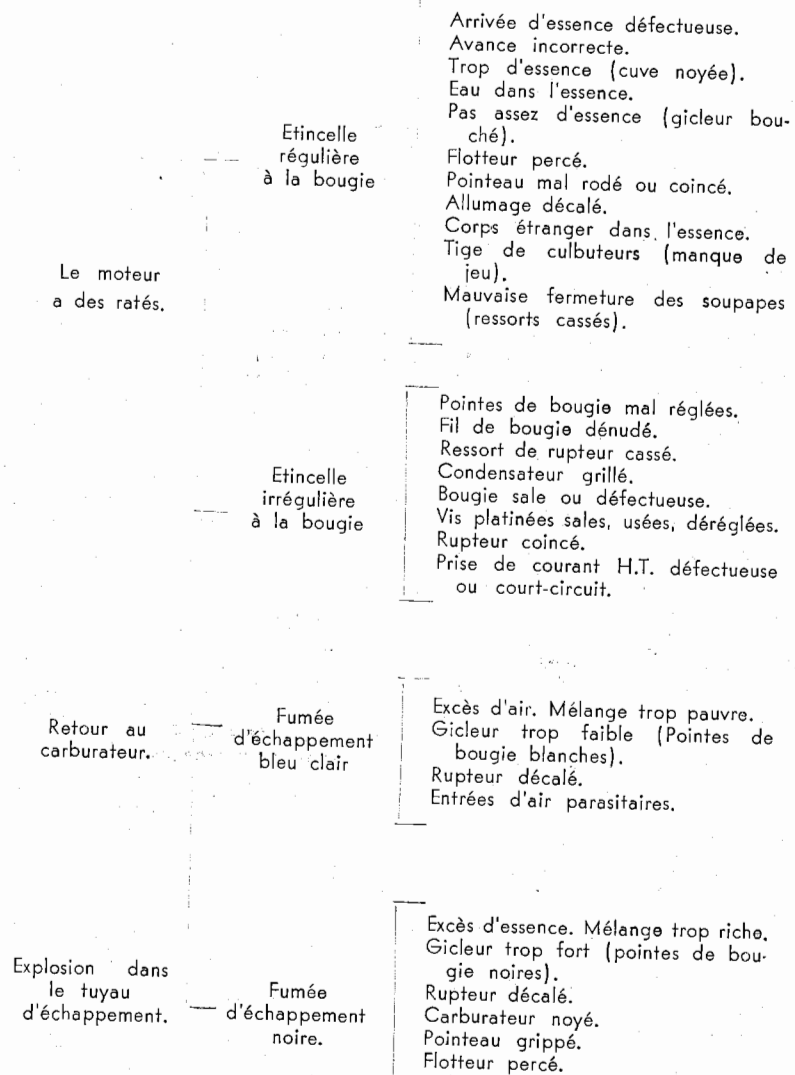 Arrivée d'essence défectueuse.
Avance incorrecte.
Trop d'essence (cuve noyée).
Eau dans l'essence.
Pas assez d'essence (gicleur bou-
ché).
Etincelle
régulière
à la bougie
Flotteur percé.
Pointeau mal rodé ou coincé.
Allumage décalé.
Corps étranger dans l'essence.
Tige de culbuteurs (manque de
jeu).
Mauvaise fermeture des soupapes
(ressorts cassés).
Le moteur
a des ratés.
Pointes de bougie mal réglées.
Fil de bougie dénudé.
Ressort de rupteur cassé.
Condensateur grillé.
Bougie sale ou défectueuse.
Vis platinées sales, usées, déréglées.
Rupteur coincé.
Prise de courant H.T. défectueuse
ou court-circuit.
Etincelle
irrégulière
à la bougie
Retour au
carburateur.
Fumée
d'échappement
bleu clair
Excès d'air. Mélange trop pauvre.
Gicleur trop faible (Pointes de
bougie blanches).
Rupteur décalé.
Entrées d'air parasitaires.
Explosion dans
le tuyau
d'échappement.
Fumée
d'échappement
noire.
Excès d'essence. Mélange trop riche.
Gicleur trop fort (pointes de bou-
gie noires).
Rupteur décalé.
Carburateur noyé.
Pointeau grippé.
Flotteur percé.